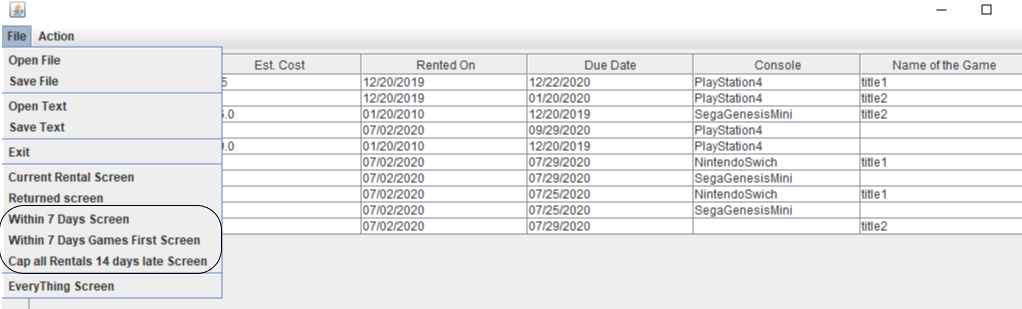 File Action
Open File
Save File
Open Text
Save Text
Exit
Current Rental Screen
Returned screen
Within 7 Days Screen
Within 7 Days Games First Screen
Cap all Rentals 14 days late Screen
EveryThing Screen
Est. Cost Rented On Due Date Console Name of the Game
5 12/20/2019 12/22/2020 PlayStation4 title1
12/20/2019 01/20/2020 PlayStation4 title2
.0 01/20/2010 12/20/2019 SegaGenesisMini title2
07/02/2020 09/29/2020 PlayStation4
.0 01/20/2010 12/20/2019 PlayStation4
07/02/2020 07/29/2020 NintendoSwich title1
07/02/2020 07/29/2020 SegaGenesisMini
07/02/2020 07/25/2020 NintendoSwich title1
07/02/2020 07/25/2020 SegaGenesisMini
07/02/2020 07/29/2020 title2